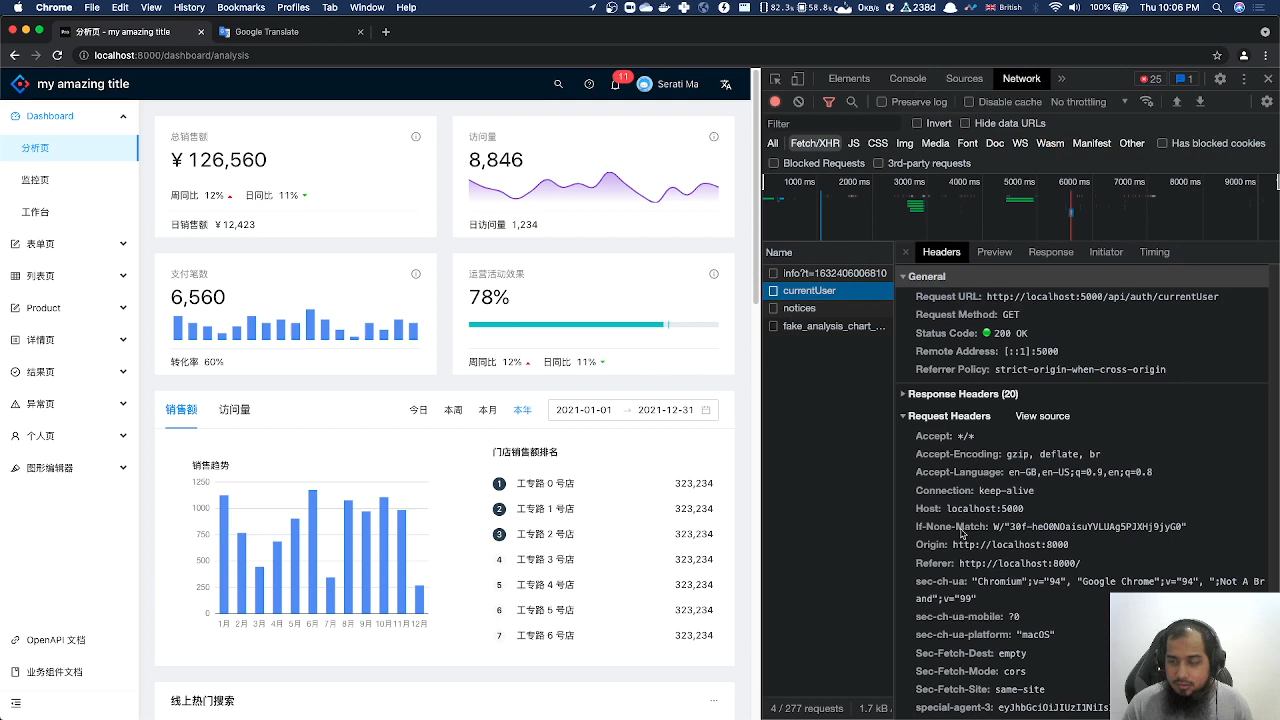 Chrome File Edit View History Bookmarks Profiles Tab Window Help 82.3 58.8 0kn 238d British 100% Thu 10:06 PM
分析页 - my amazing title
Google Translate
localhost:8000/dashboard/analysis
my amazing title
11
Serati Ma
Dashboard
分析页
监控页
工作台
表单页
列表页
Product
详情页
结果页
异常页
个人页
图形编辑器
OpenAPI 文档
业务组件文档
总销售额
¥ 126,560
周同比 12% 日同比 11%
日销售额 ¥12,423
访问量
8,846
日访问量 1,234
支付笔数
6,560
转化率 60%
运营活动效果
78%
周同比 12% 日同比 11%
销售额 访问量 今日 本周 本月 本年 2021-01-01 → 2021-12-31
销售趋势
1250
1000
750
500
250
0
1月 2月 3月 4月 5月 6月 7月 8月 9月 10月 11月 12月
门店销售额排名
1 工专路 0 号店 323,234
2 工专路 1 号店 323,234
3 工专路 2 号店 323,234
4 工专路 3 号店 323,234
5 工专路 4 号店 323,234
6 工专路 5 号店 323,234
7 工专路 6 号店 323,234
线上热门搜索
Elements Console Sources Network » 25 1
Preserve log Disable cache No throttling
Filter Invert Hide data URLs
All Fetch/XHR JS CSS Img Media Font Doc WS Wasm Manifest Other Has blocked cookies
Blocked Requests 3rd-party requests
1000 ms 2000 ms 3000 ms 4000 ms 5000 ms 6000 ms 7000 ms 8000 ms 9000 ms
Name
info?t=1632406006810
currentUser
notices
fake_analysis_chart_...
4 / 277 requests 1.7 kB
Headers Preview Response Initiator Timing
General
Request URL: http://localhost:5000/api/auth/currentUser
Request Method: GET
Status Code: 200 OK
Remote Address: [::1]:5000
Referrer Policy: strict-origin-when-cross-origin
Response Headers (20)
Request Headers View source
Accept: */*
Accept-Encoding: gzip, deflate, br
Accept-Language: en-GB,en-US;q=0.9,en;q=0.8
Connection: keep-alive
Host: localhost:5000
If-None-Match: W/"30f-heO0NOaisuYVLUAg5PJXHj9jyG0"
Origin: http://localhost:8000
Referer: http://localhost:8000/
sec-ch-ua: "Chromium";v="94", "Google Chrome";v="94", ";Not A Br
and";v="99"
sec-ch-ua-mobile: ?0
sec-ch-ua-platform: "macOS"
Sec-Fetch-Dest: empty
Sec-Fetch-Mode: cors
Sec-Fetch-Site: same-site
special-agent-3: eyJhbGciOiJIUzI1NiIs